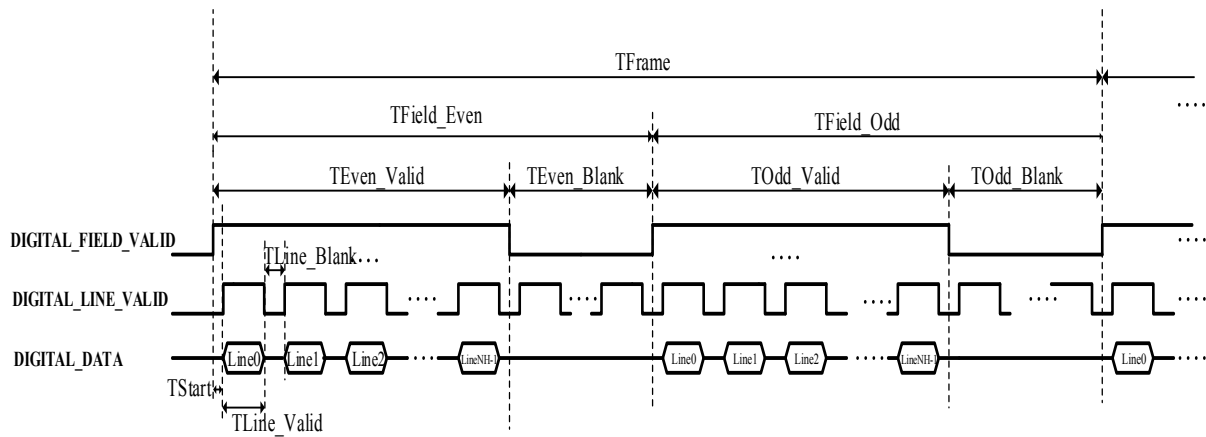 TFrame
....
TField_Even
TField_Odd
TEven_Valid
TEven_Blank
TOdd_Valid
TOdd_Blank
DIGITAL_FIELD_VALID
TLine_Blank...
....
....
DIGITAL_LINE_VALID
....
....
....
....
....
DIGITAL_DATA
Line0
Line1
Line2
....
LineNH-1
Line0
Line1
Line2
....
LineNH-1
Line0
....
TStart
TLine_Valid